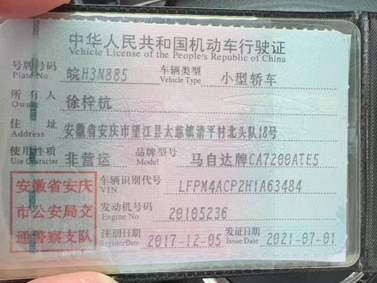 中华人民共和国机动车行驶证
Vehicle License of the People's Republic of China
号牌号码 皖H3N885 车辆类型 小型轿车
Plate No. Vehicle Type
所有人 徐梓杭
Owner
住址 安徽省安庆市望江县太慈镇清平村北头队18号
Address
使用性质 非营运 品牌型号 马自达牌CA7200ATE5
Use Character Model
安徽省安庆市公安局交通警察支队
车辆识别代号 LFPM4ACP2H1A63484
VIN
发动机号码 20105236
Engine No.
注册日期 2017-12-05 发证日期 2021-07-01
Register Date Issue Date